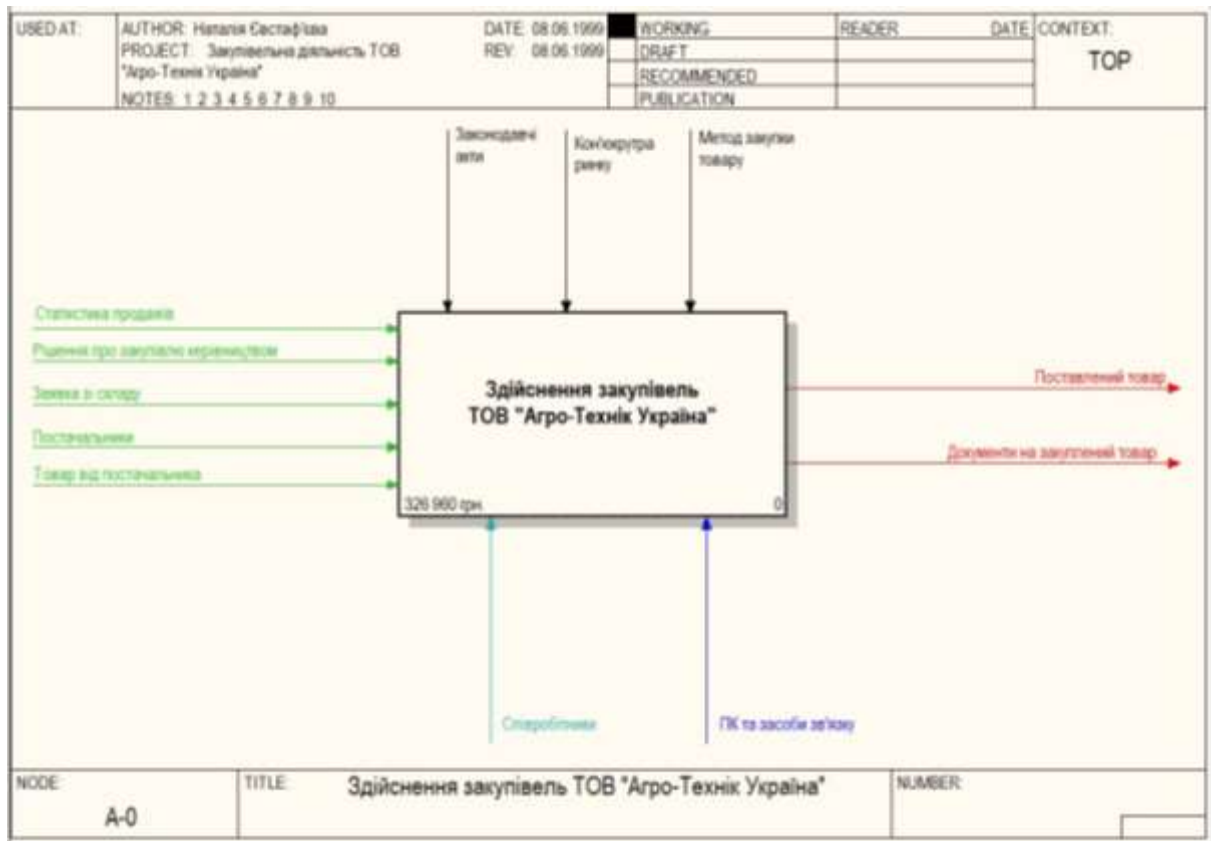 USED AT:
AUTHOR: Наталія Євстаф'їєва
DATE: 08.06.1999
WORKING
READER
DATE
CONTEXT:
PROJECT: Закупівельна діяльність ТОВ
REV: 08.06.1999
DRAFT
TOP
"Агро-Технік Україна"
RECOMMENDED
NOTES: 1 2 3 4 5 6 7 8 9 10
PUBLICATION
Законодавчі
акти
Кон'юкрутра
ринку
Метод закупки
товару
Статистика продажів
Рішення про закупівлю керівництвом
Заявка зі складу
Постачальники
Товар від постачальника
Здійснення закупівель
ТОВ "Агро-Технік Україна"
326 960 грн.
0
Поставлений товар
Документи на закуплений товар
Співробітники
ПК та засоби зв'язку
NODE:
A-0
TITLE:
Здійснення закупівель ТОВ "Агро-Технік Україна"
NUMBER: